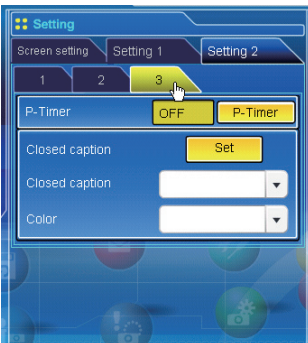 Setting
Screen setting Setting 1 Setting 2
1 2 3
P-Timer OFF P-Timer
Closed caption Set
Closed caption
Color